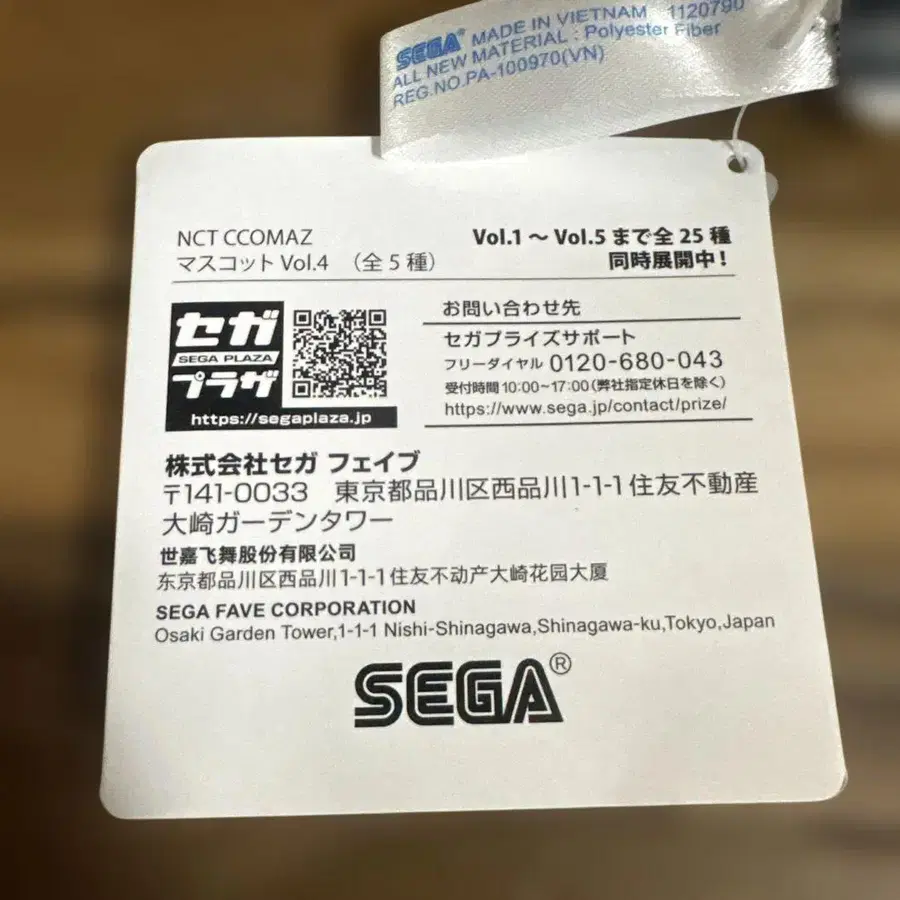 SEGA® MADE IN VIETNAM 1120790
ALL NEW MATERIAL : Polyester Fiber
REG.NO.PA-100970(VN)
NCT CCOMAZ
マスコット Vol.4 （全5種）
Vol.1 ～ Vol.5 まで全 25 種
同時展開中！
セガ
SEGA PLAZA
プラザ
https://segaplaza.jp
お問い合わせ先
セガプライズサポート
フリーダイヤル 0120-680-043
受付時間 10:00~17:00（弊社指定休日を除く）
https://www.sega.jp/contact/prize/
株式会社セガ フェイブ
〒141-0033 東京都品川区西品川1-1-1住友不動産
大崎ガーデンタワー
世嘉飞舞股份有限公司
东京都品川区西品川1-1-1住友不动产大崎花园大厦
SEGA FAVE CORPORATION
Osaki Garden Tower,1-1-1 Nishi-Shinagawa,Shinagawa-ku,Tokyo,Japan
SEGA®